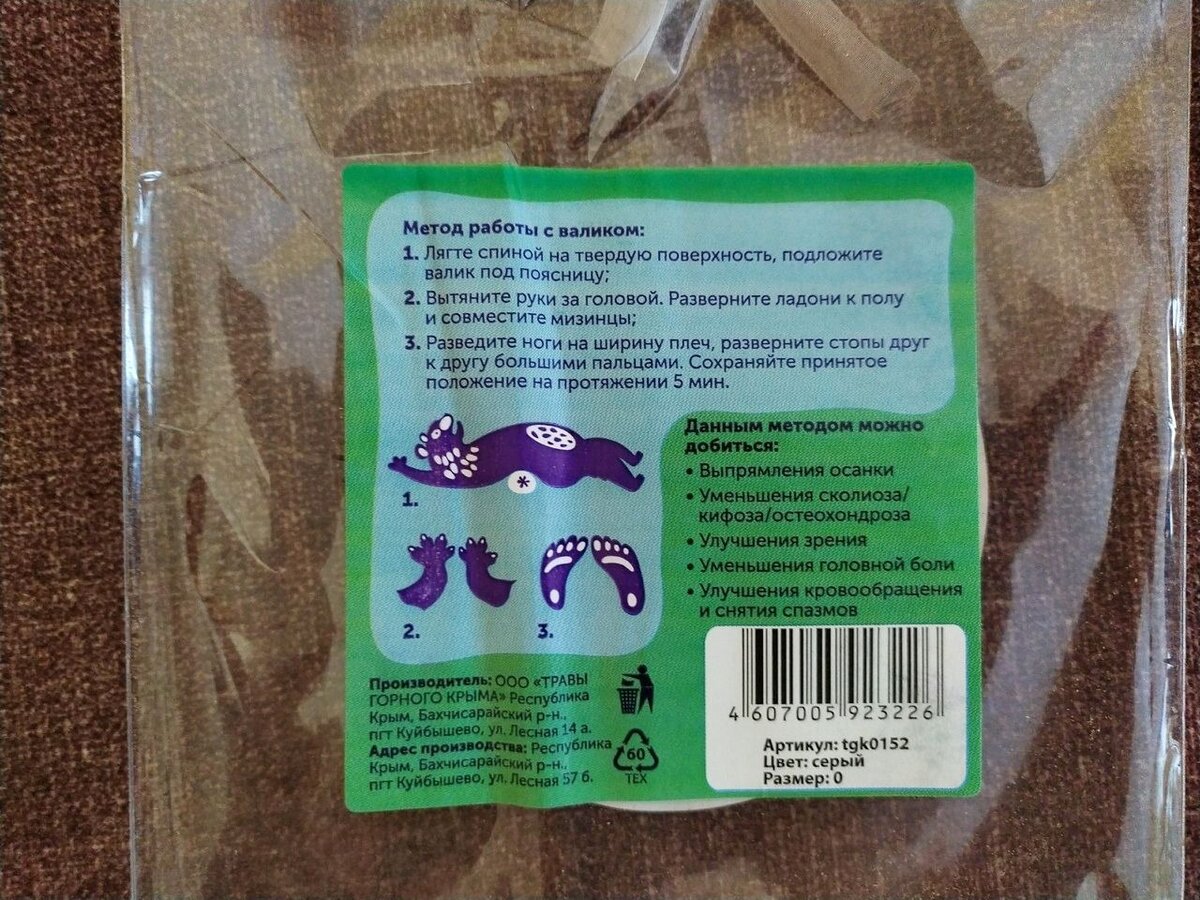 Метод работы с валиком:
1. Лягте спиной на твердую поверхность, подложите
валик под поясницу;
2. Вытяните руки за головой. Разверните ладони к полу
и совместите мизинцы;
3. Разведите ноги на ширину плеч, разверните стопы друг
к другу большими пальцами. Сохраняйте принятое
положение на протяжении 5 мин.
*
1.
2.
3.
Данным методом можно
добиться:
• Выпрямления осанки
• Уменьшения сколиоза/
кифоза/остеохондроза
• Улучшения зрения
• Уменьшения головной боли
• Улучшения кровообращения
и снятия спазмов
Производитель: ООО «ТРАВЫ
ГОРНОГО КРЫМА» Республика
Крым, Бахчисарайский р-н.,
пгт Куйбышево, ул. Лесная 14 а.
Адрес производства: Республика
Крым, Бахчисарайский р-н.,
пгт Куйбышево, ул. Лесная 57 б.
60
TEX
4 607005 923226
Артикул: tgk0152
Цвет: серый
Размер: 0